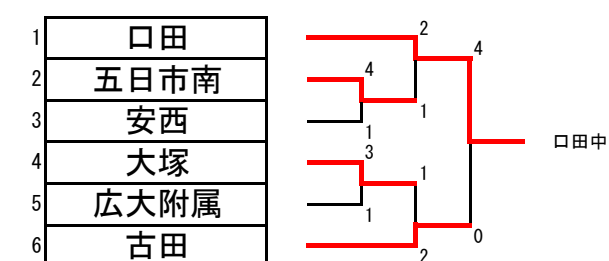 1 口田 2 4
2 五日市南 4
3 安西 1 1
4 大塚 3 1 口田中
5 広大附属 1
6 古田 2 0